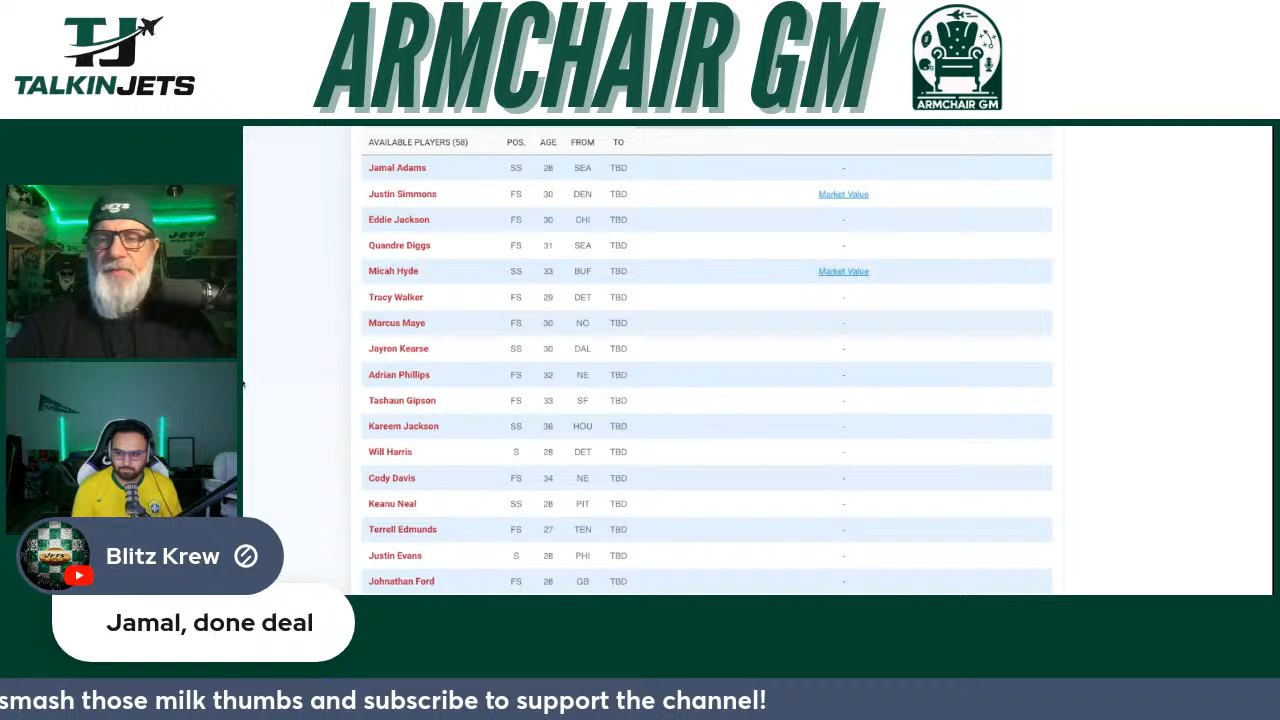 TJ
TALKINJETS
ARMCHAIR GM
ARMCHAIR GM
AVAILABLE PLAYERS (58) POS. AGE FROM TO
Jamal Adams SS 28 SEA TBD -
Justin Simmons FS 30 DEN TBD Market Value
Eddie Jackson FS 30 CHI TBD -
Quandre Diggs FS 31 SEA TBD -
Micah Hyde SS 33 BUF TBD Market Value
Tracy Walker FS 29 DET TBD -
Marcus Maye FS 30 NO TBD -
Jayron Kearse SS 30 DAL TBD -
Adrian Phillips FS 32 NE TBD -
Tashaun Gipson FS 33 SF TBD -
Kareem Jackson SS 36 HOU TBD -
Will Harris S 28 DET TBD -
Cody Davis FS 34 NE TBD -
Keanu Neal SS 28 PIT TBD -
Terrell Edmunds FS 27 TEN TBD -
Justin Evans S 28 PHI TBD -
Johnathan Ford FS 28 GB TBD -
JETS
JETS
JETS
Blitz Krew
Jamal, done deal
smash those milk thumbs and subscribe to support the channel!